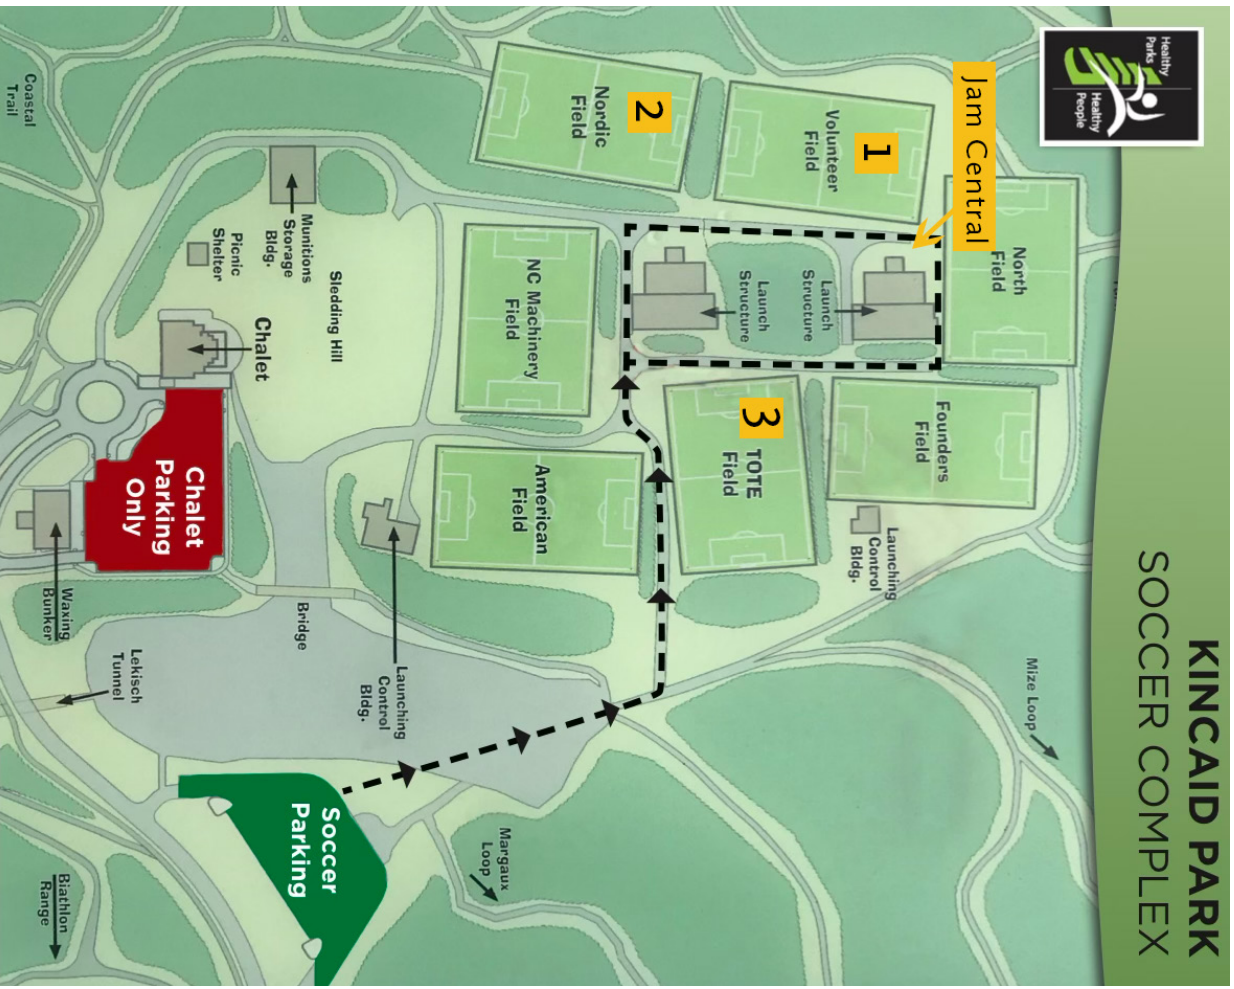 KINCAID PARK
SOCCER COMPLEX
Healthy
Parks
Healthy
People
Jam Central
North
Field
Mize Loop
1
Volunteer
Field
Founders
Field
Launching
Control
Bldg.
Launch
Structure
Launch
Structure
3
TOTE
Field
2
Nordic
Field
NC Machinery
Field
American
Field
Margaux
Loop
Sledding Hill
Launching
Control
Bldg.
Munitions
Storage
Bldg.
Picnic
Shelter
Chalet
Bridge
Soccer
Parking
Chalet
Parking
Only
Lekisch
Tunnel
Coastal
Trail
Waxing
Bunker
Biathlon
Range